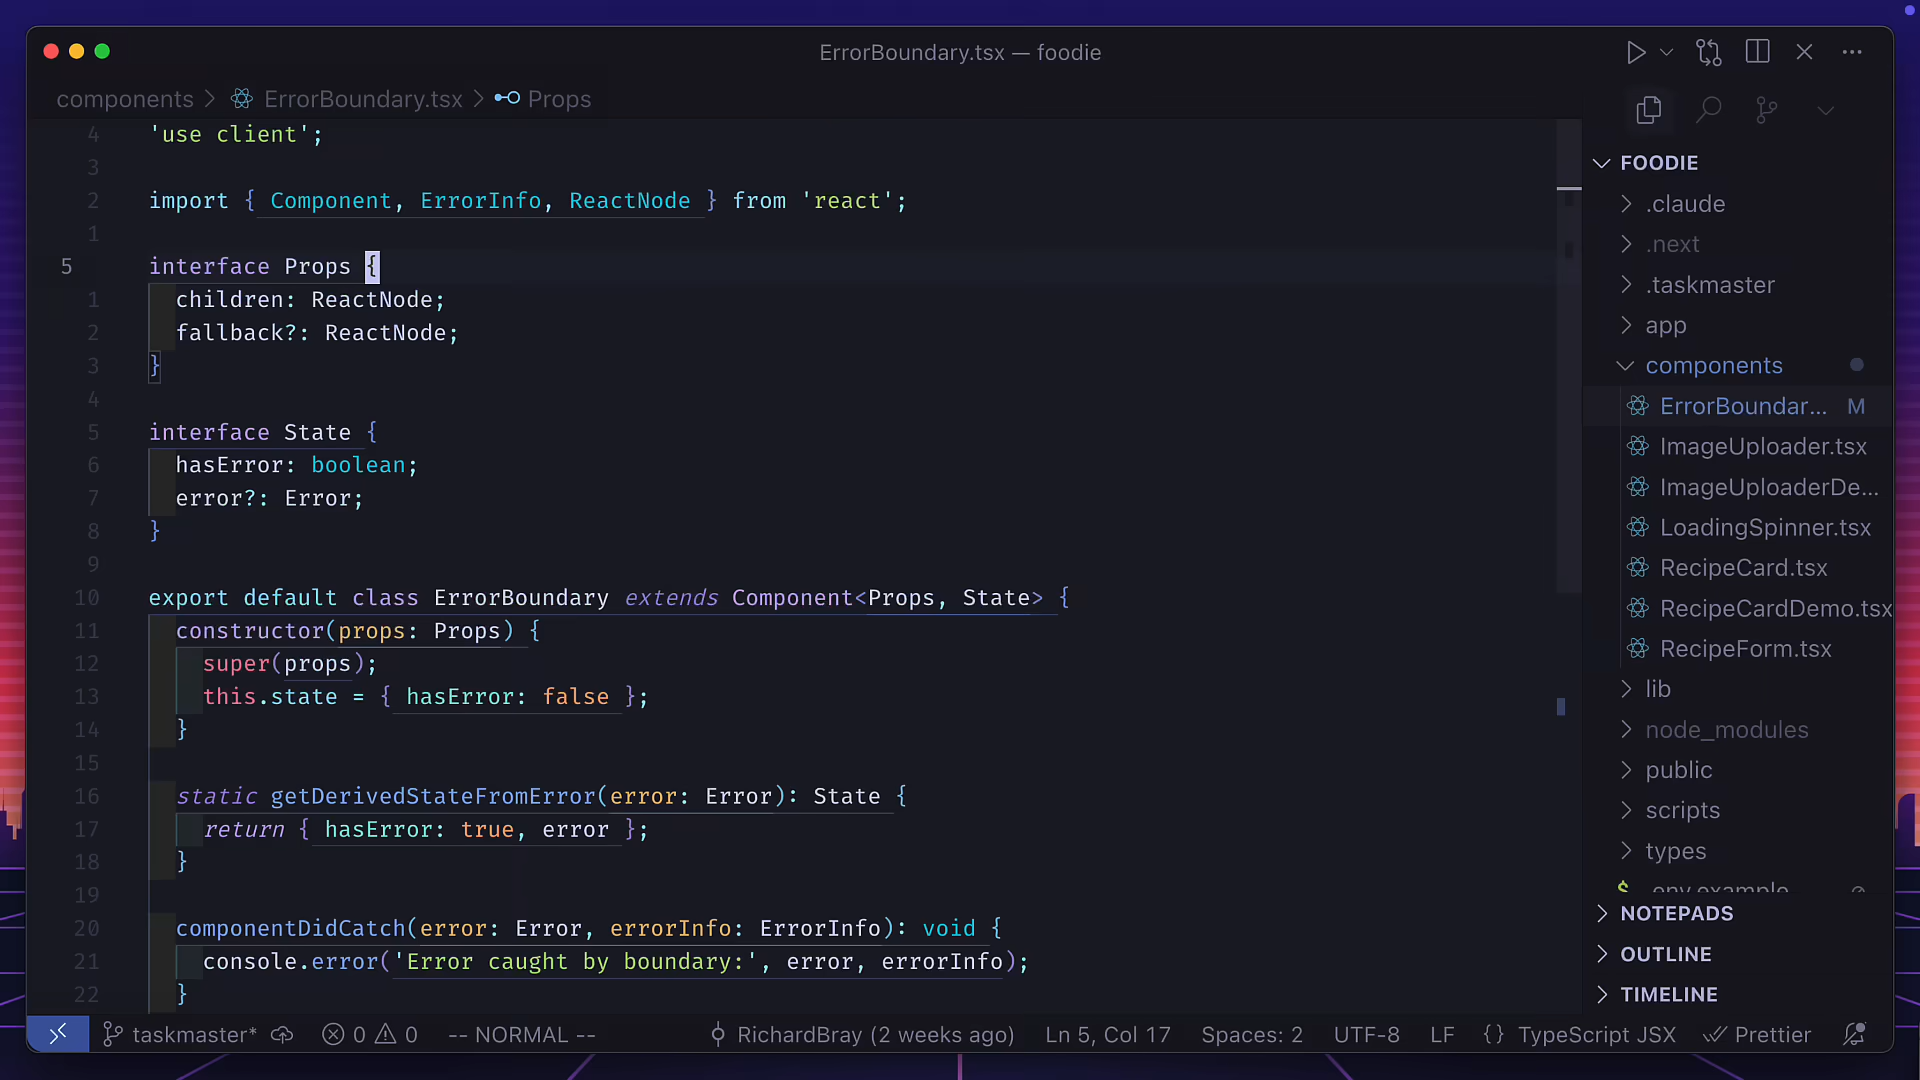 ErrorBoundary.tsx — foodie
components > ErrorBoundary.tsx > Props
4 'use client';
3
2 import { Component, ErrorInfo, ReactNode } from 'react';
1
5 interface Props {
1 children: ReactNode;
2 fallback?: ReactNode;
3 }
4
5 interface State {
6 hasError: boolean;
7 error?: Error;
8 }
9
10 export default class ErrorBoundary extends Component<Props, State> {
11 constructor(props: Props) {
12 super(props);
13 this.state = { hasError: false };
14 }
15
16 static getDerivedStateFromError(error: Error): State {
17 return { hasError: true, error };
18 }
19
20 componentDidCatch(error: Error, errorInfo: ErrorInfo): void {
21 console.error('Error caught by boundary:', error, errorInfo);
22 }
FOODIE
.claude
.next
.taskmaster
app
components
ErrorBoundar... M
ImageUploader.tsx
ImageUploaderDe...
LoadingSpinner.tsx
RecipeCard.tsx
RecipeCardDemo.tsx
RecipeForm.tsx
lib
node_modules
public
scripts
types
$ .env.example
NOTEPADS
OUTLINE
TIMELINE
taskmaster* 0 0 -- NORMAL -- RichardBray (2 weeks ago) Ln 5, Col 17 Spaces: 2 UTF-8 LF {} TypeScript JSX Prettier